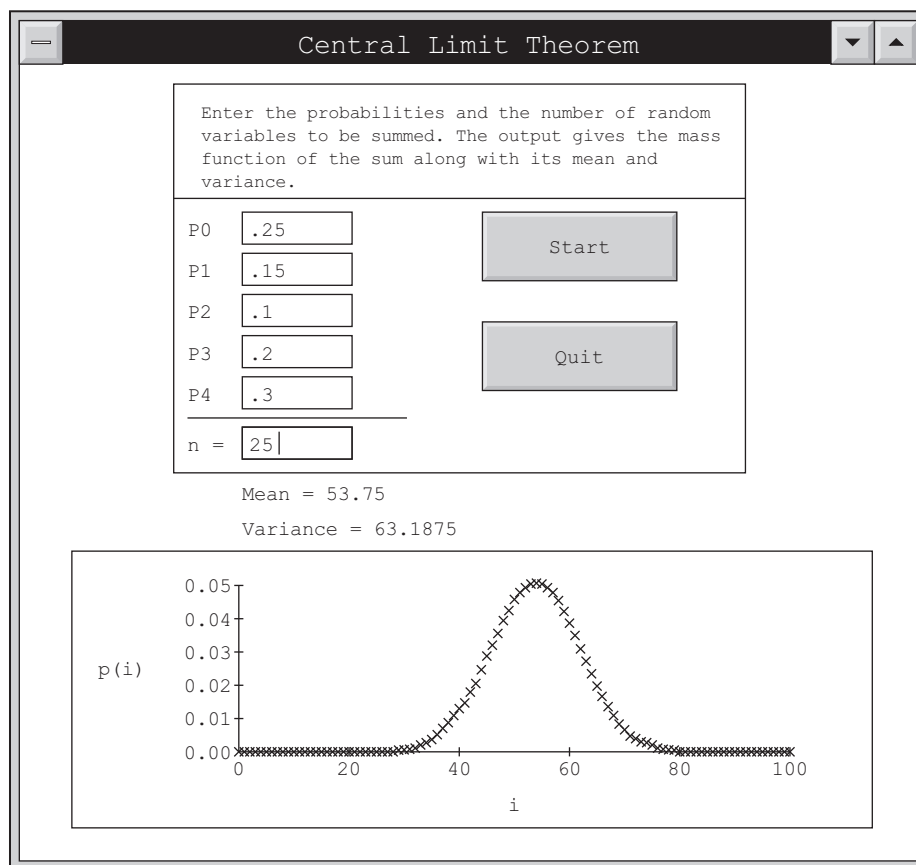 Central Limit Theorem
Enter the probabilities and the number of random
variables to be summed. The output gives the mass
function of the sum along with its mean and
variance.
P0 .25
Start
P1 .15
P2 .1
P3 .2
Quit
P4 .3
n = 25
Mean = 53.75
Variance = 63.1875
0.05
0.04
0.03
p(i)
0.02
0.01
0.00
0 20 40 60 80 100
i